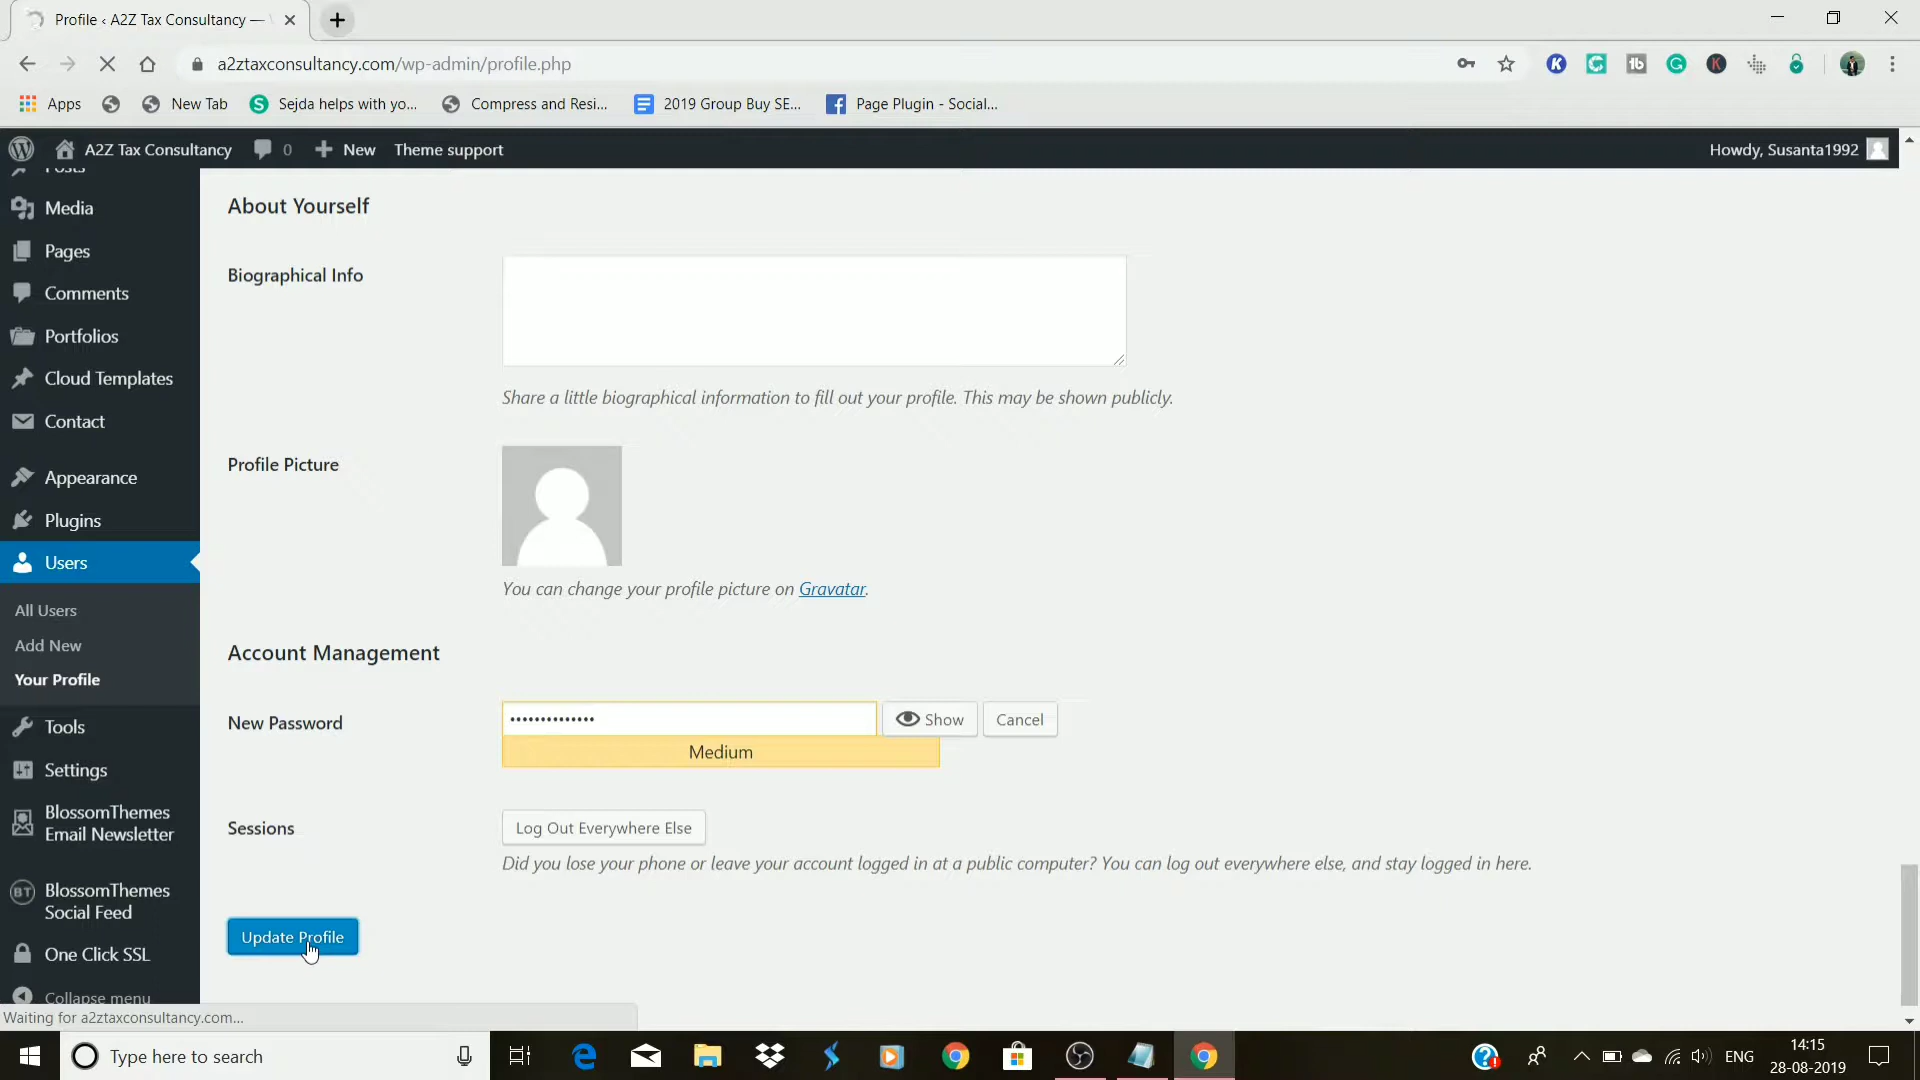 Profile ‹ A2Z Tax Consultancy —
a2ztaxconsultancy.com/wp-admin/profile.php
Apps
New Tab
Sejda helps with yo...
Compress and Resi...
2019 Group Buy SE...
Page Plugin - Social...
A2Z Tax Consultancy
0
New
Theme support
Howdy, Susanta1992
Posts
Media
Pages
Comments
Portfolios
Cloud Templates
Contact
Appearance
Plugins
Users
All Users
Add New
Your Profile
Tools
Settings
BlossomThemes
Email Newsletter
BT
BlossomThemes
Social Feed
One Click SSL
Collapse menu
About Yourself
Biographical Info
Share a little biographical information to fill out your profile. This may be shown publicly.
Profile Picture
You can change your profile picture on Gravatar.
Account Management
New Password
••••••••••••••
Show
Cancel
Medium
Sessions
Log Out Everywhere Else
Did you lose your phone or leave your account logged in at a public computer? You can log out everywhere else, and stay logged in here.
Update Profile
Waiting for a2ztaxconsultancy.com...
Type here to search
ENG
14:15
28-08-2019